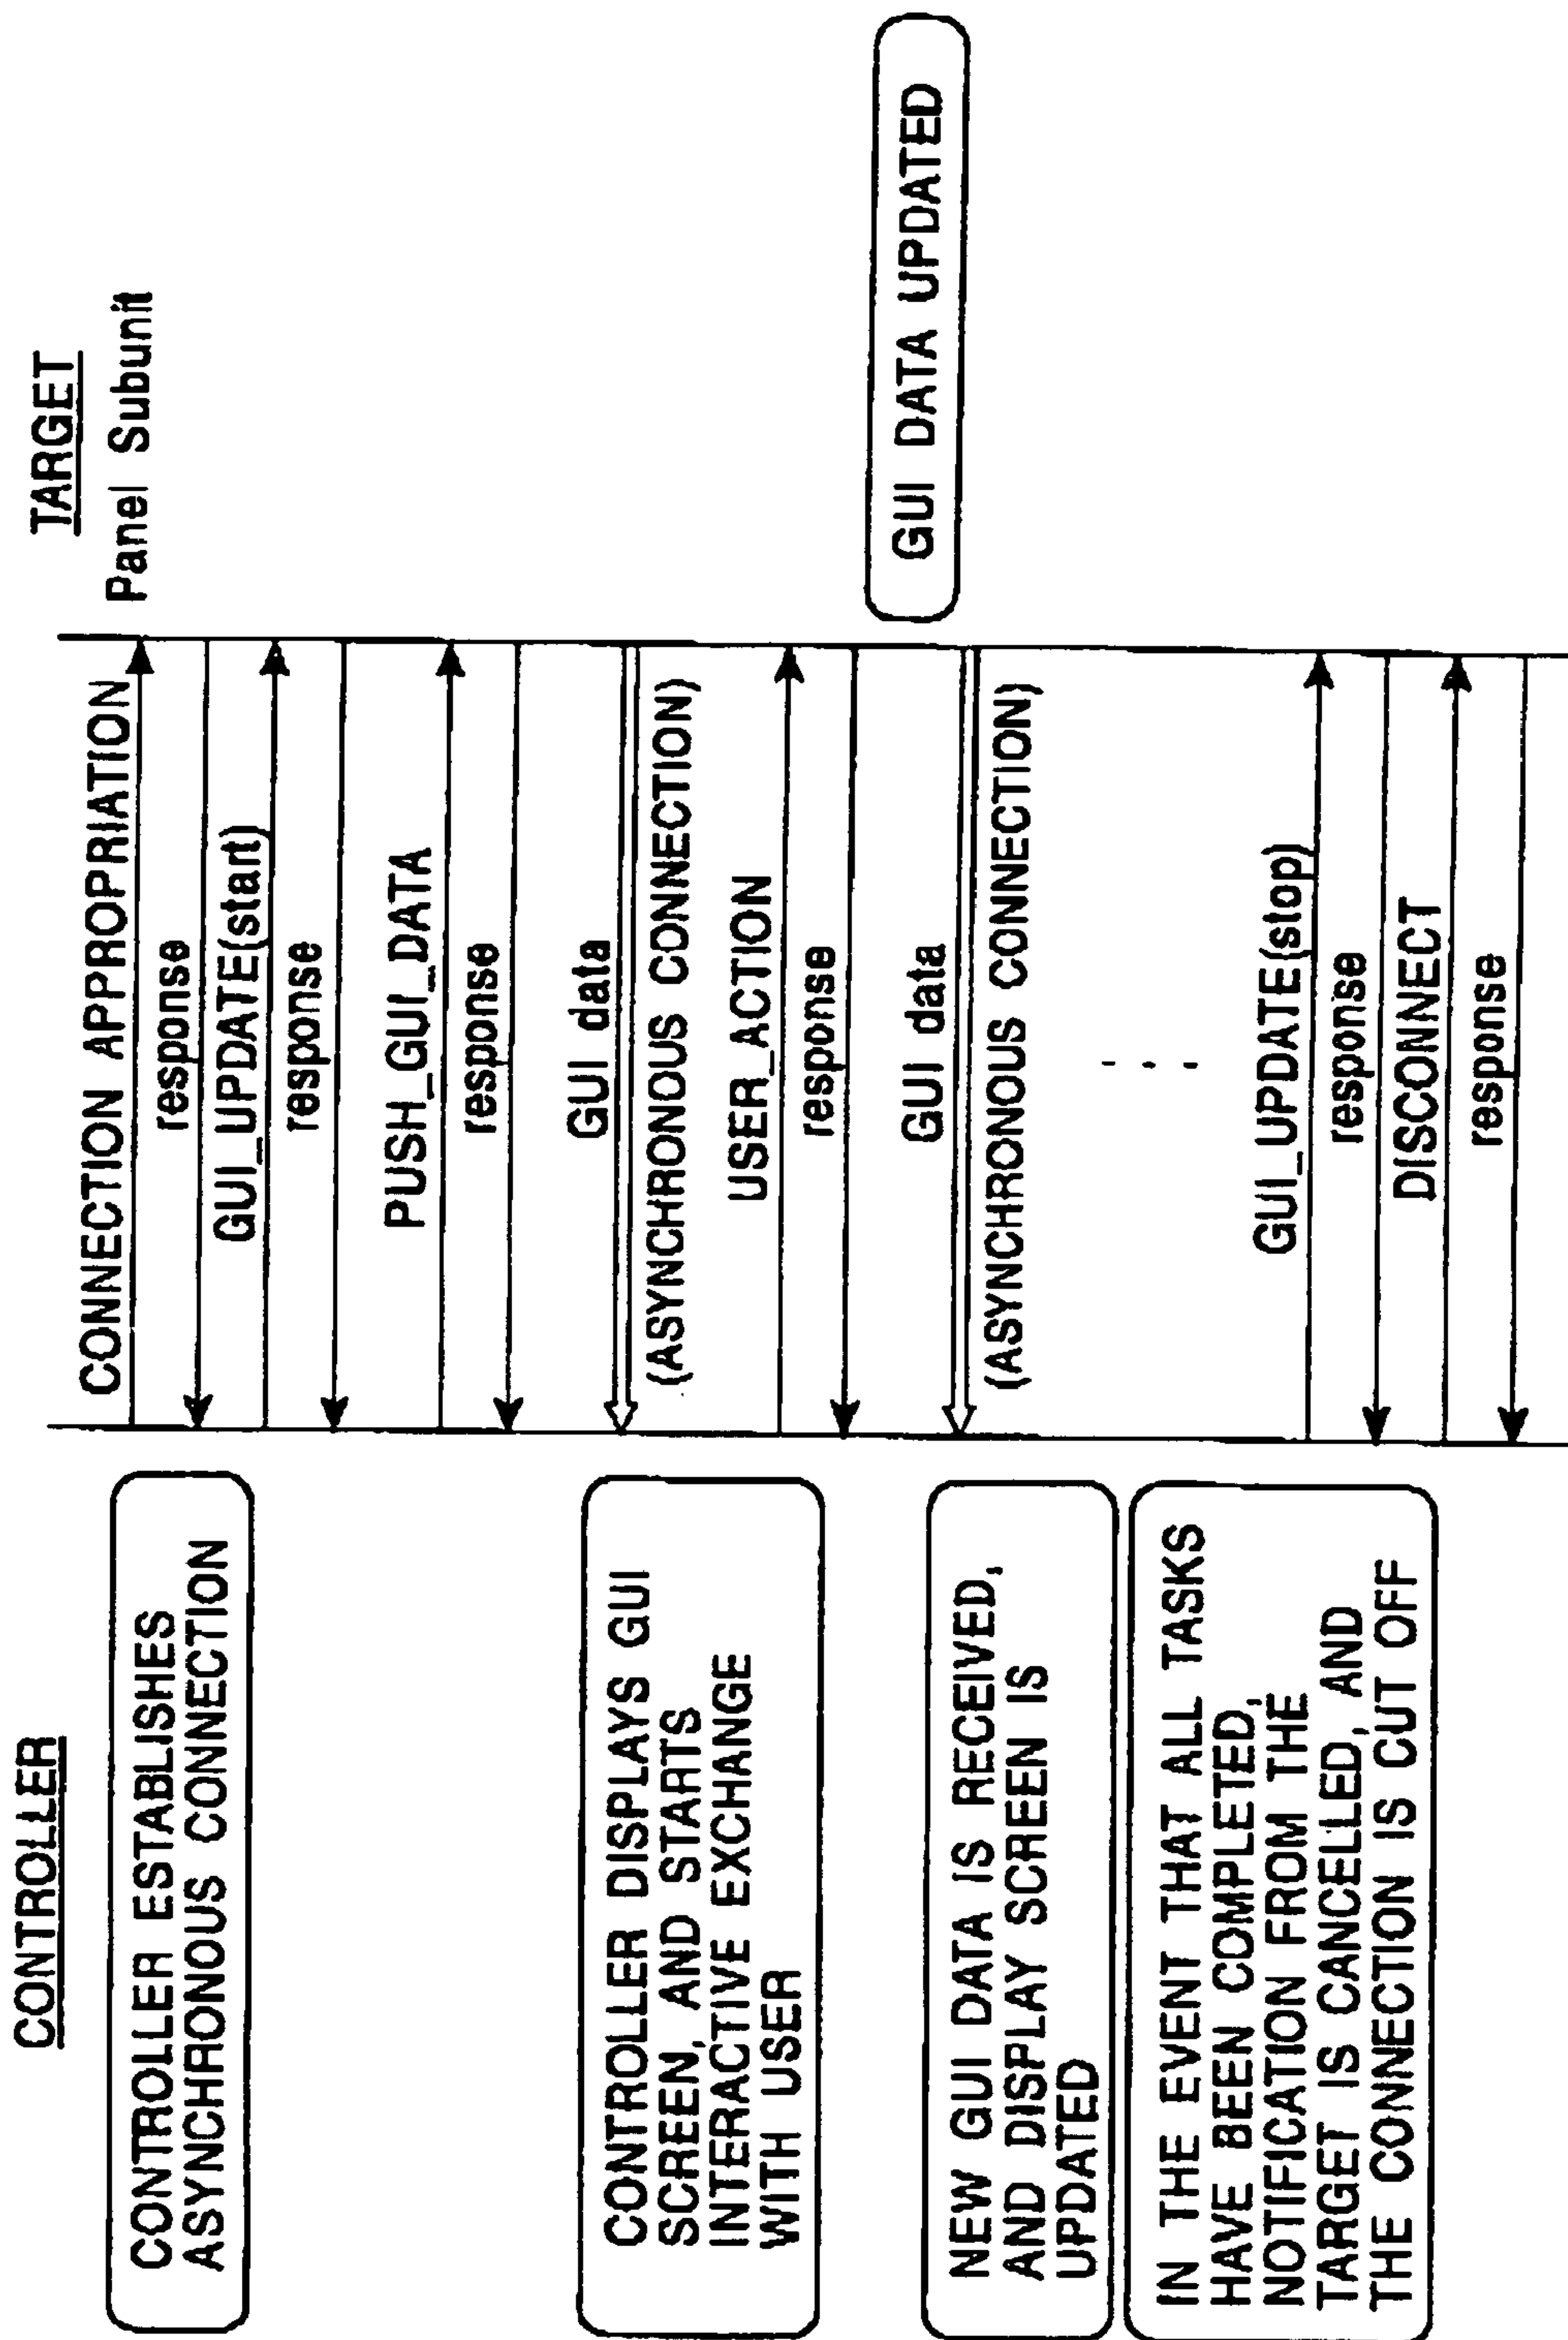 CONTROLLER
TARGET
Panel Subunit
CONTROLLER ESTABLISHES
ASYNCHRONOUS CONNECTION
CONNECTION APPROPRIATION
response
GUI_UPDATE(start)
response
PUSH_GUI_DATA
response
CONTROLLER DISPLAYS GUI
SCREEN, AND STARTS
INTERACTIVE EXCHANGE
WITH USER
GUI data
(ASYNCHRONOUS CONNECTION)
USER_ACTION
response
GUI DATA UPDATED
NEW GUI DATA IS RECEIVED,
AND DISPLAY SCREEN IS
UPDATED
GUI data
(ASYNCHRONOUS CONNECTION)
IN THE EVENT THAT ALL TASKS
HAVE BEEN COMPLETED,
NOTIFICATION FROM THE
TARGET IS CANCELLED, AND
THE CONNECTION IS CUT OFF
GUI_UPDATE(stop)
response
DISCONNECT
response